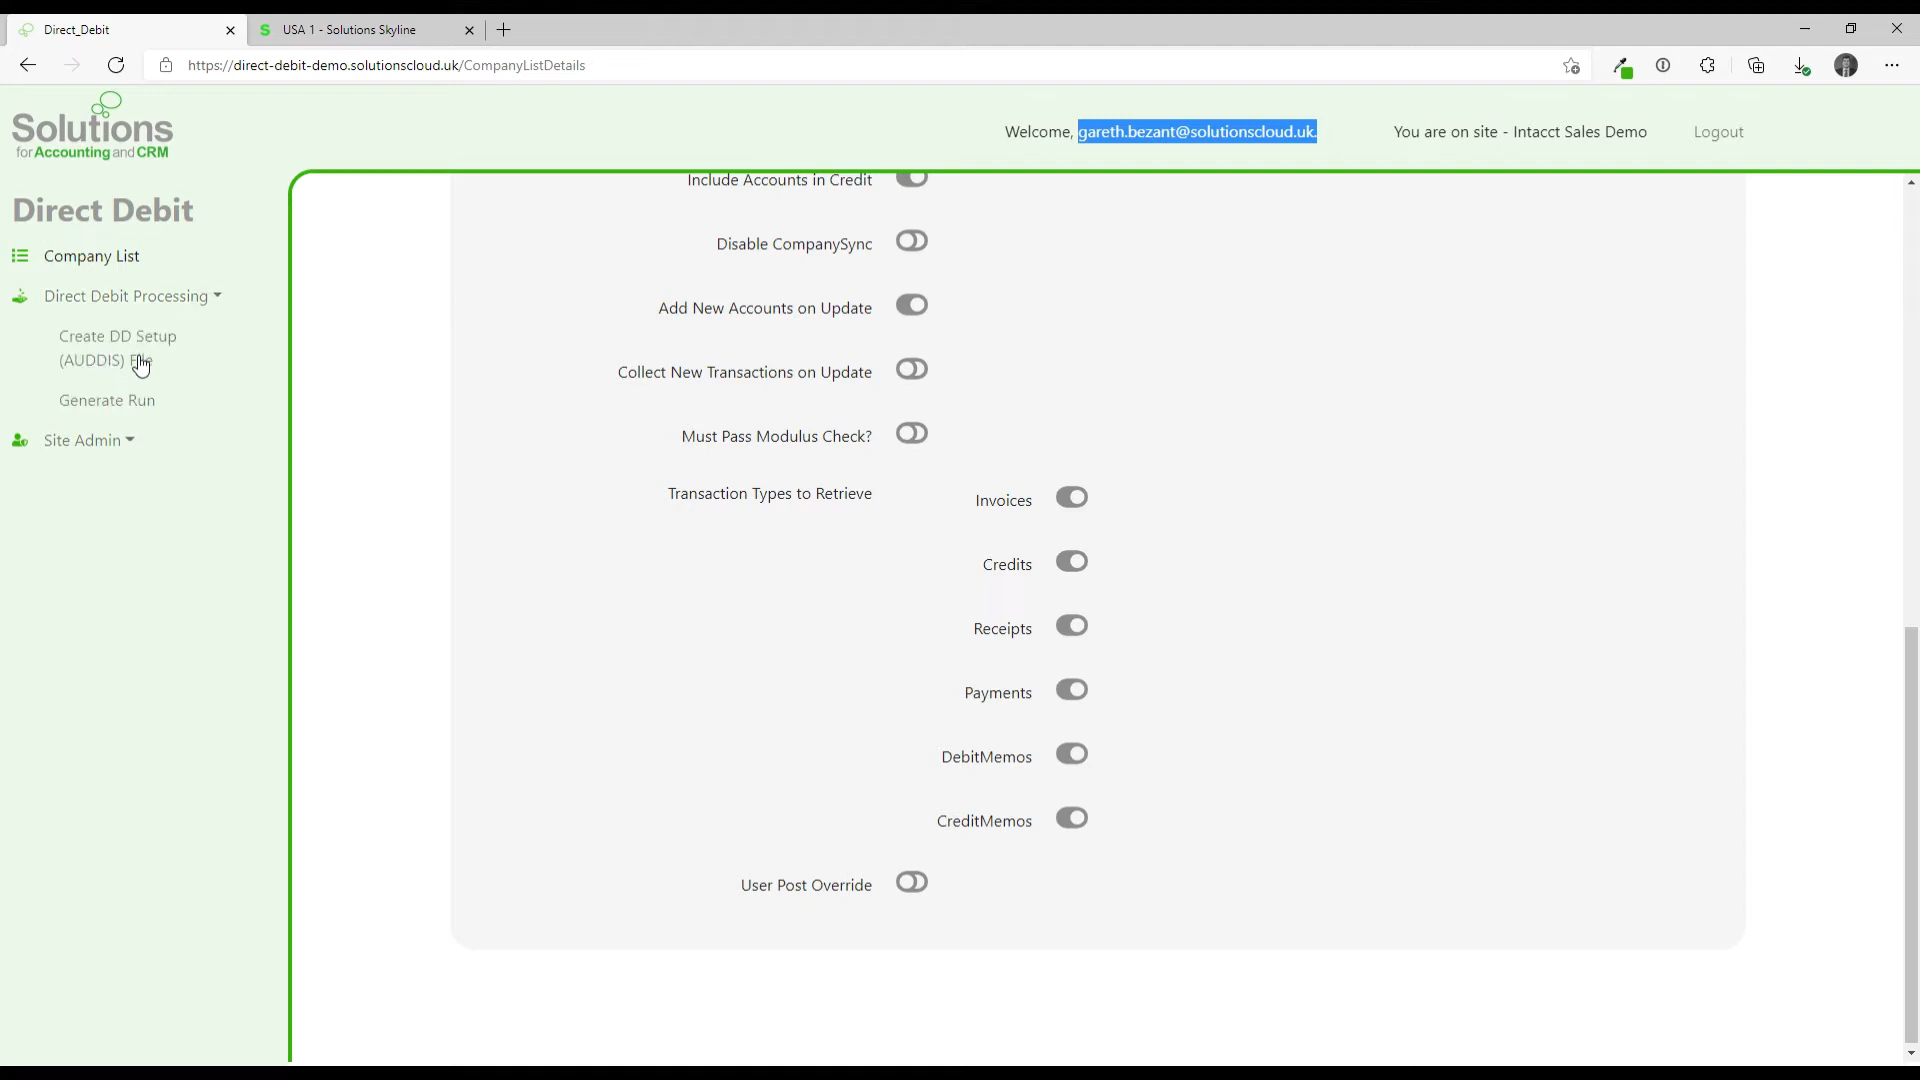 Direct_Debit
USA 1 - Solutions Skyline
https://direct-debit-demo.solutionscloud.uk/CompanyListDetails
Solutions
for Accounting and CRM
Welcome, gareth.bezant@solutionscloud.uk.
You are on site - Intacct Sales Demo
Logout
Direct Debit
Company List
Direct Debit Processing
Create DD Setup
(AUDDIS) File
Generate Run
Site Admin
Include Accounts in Credit
Disable CompanySync
Add New Accounts on Update
Collect New Transactions on Update
Must Pass Modulus Check?
Transaction Types to Retrieve
Invoices
Credits
Receipts
Payments
DebitMemos
CreditMemos
User Post Override